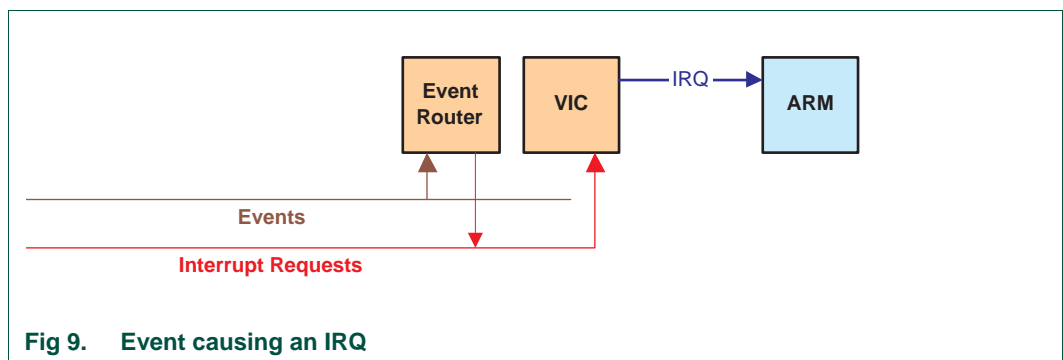 Event
Router
VIC
IRQ
ARM
Events
Interrupt Requests
Fig 9. Event causing an IRQ